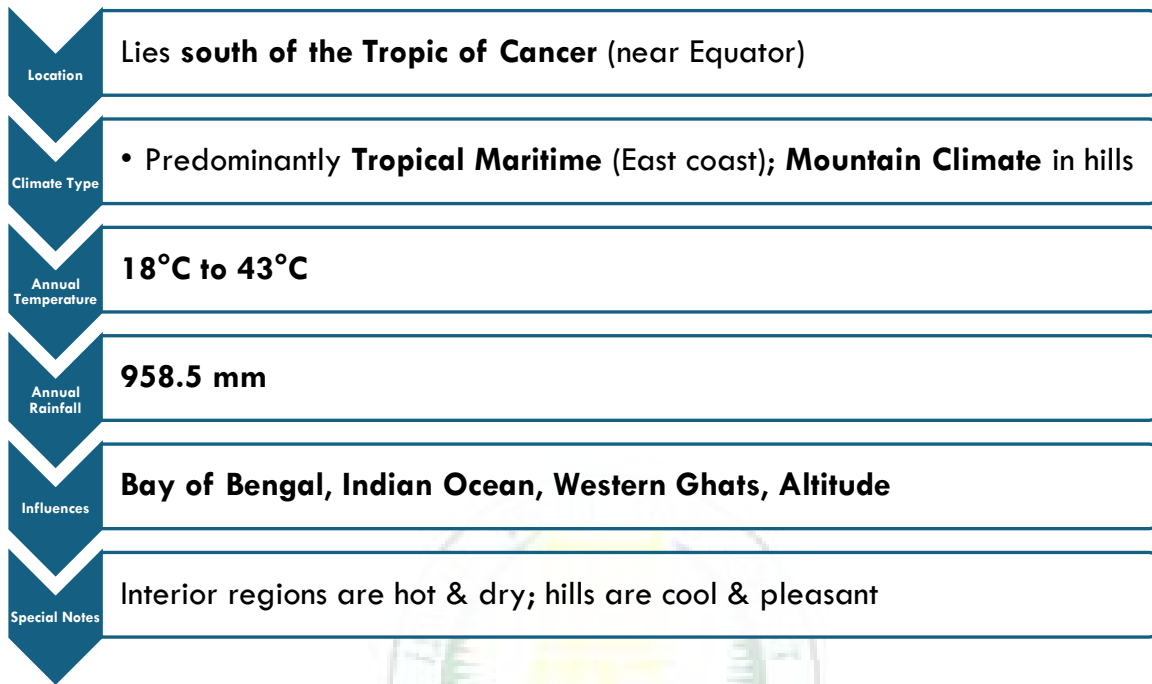 Location
Lies south of the Tropic of Cancer (near Equator)
Climate Type
• Predominantly Tropical Maritime (East coast); Mountain Climate in hills
Annual
Temperature
18°C to 43°C
Annual
Rainfall
958.5 mm
Influences
Bay of Bengal, Indian Ocean, Western Ghats, Altitude
Special Notes
Interior regions are hot & dry; hills are cool & pleasant